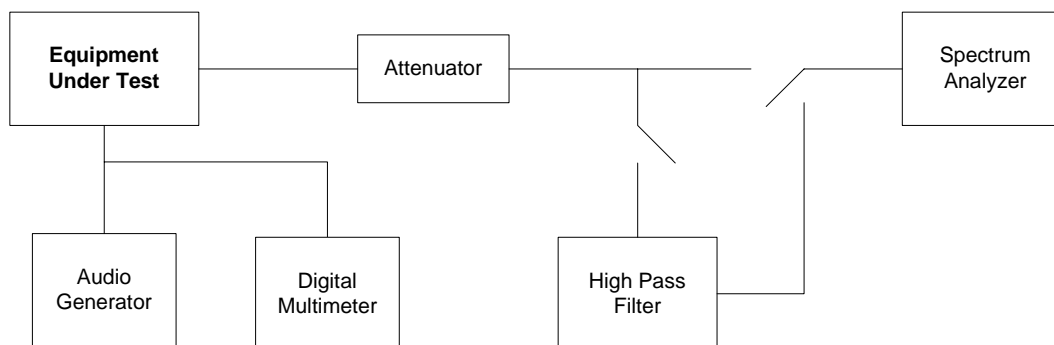 Equipment
Under Test
Attenuator
Spectrum
Analyzer
Audio
Generator
Digital
Multimeter
High Pass
Filter